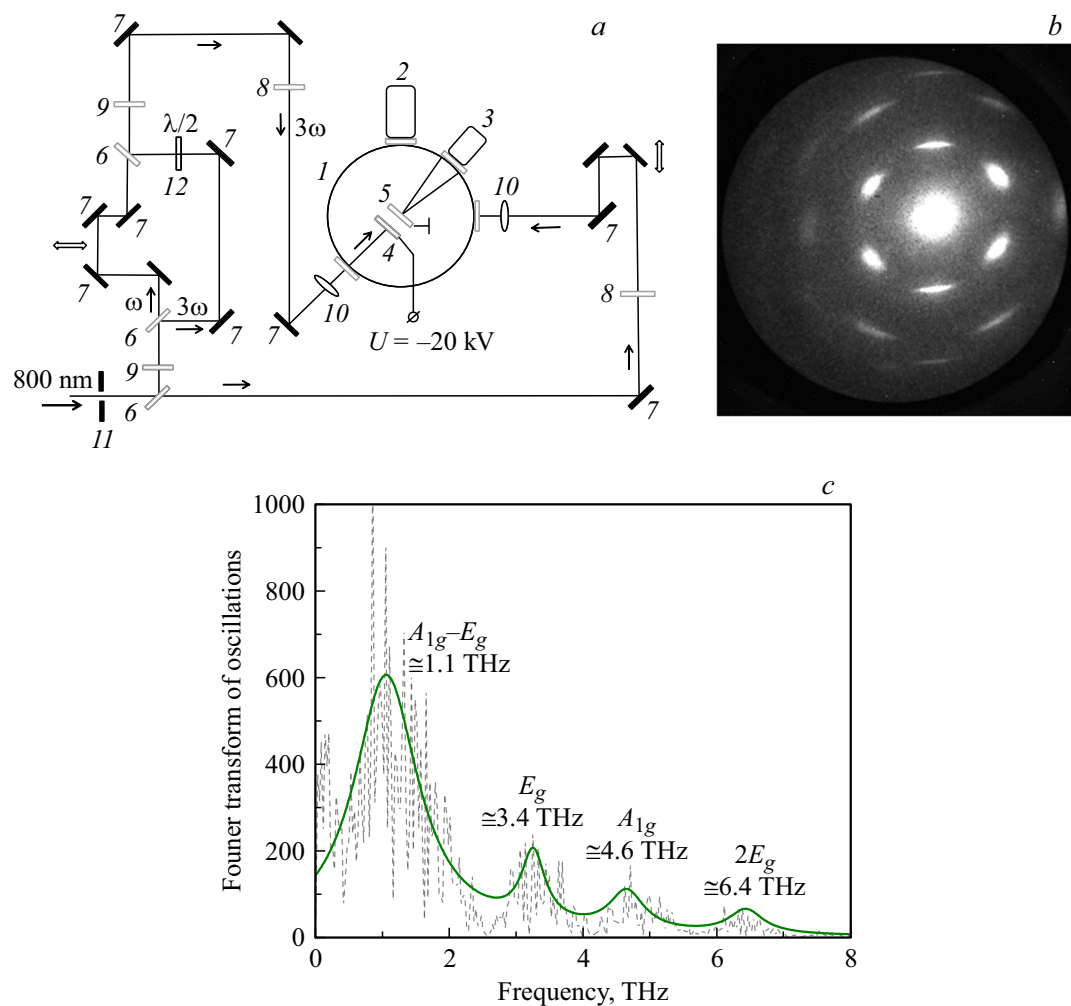 a
b
7
7
2
8
3
9
λ/2
7
3ω
6
12
1
5
10
7
7
7
4
7
8
ω
3ω
10
6
7
7
U = –20 kV
800 nm
9
6
7
11
c
1000
800
600
400
200
0
Founer transform of oscillations
A1g–Eg
≅1.1 THz
Eg
≅3.4 THz
A1g
≅4.6 THz
2Eg
≅6.4 THz
0
2
4
6
8
Frequency, THz